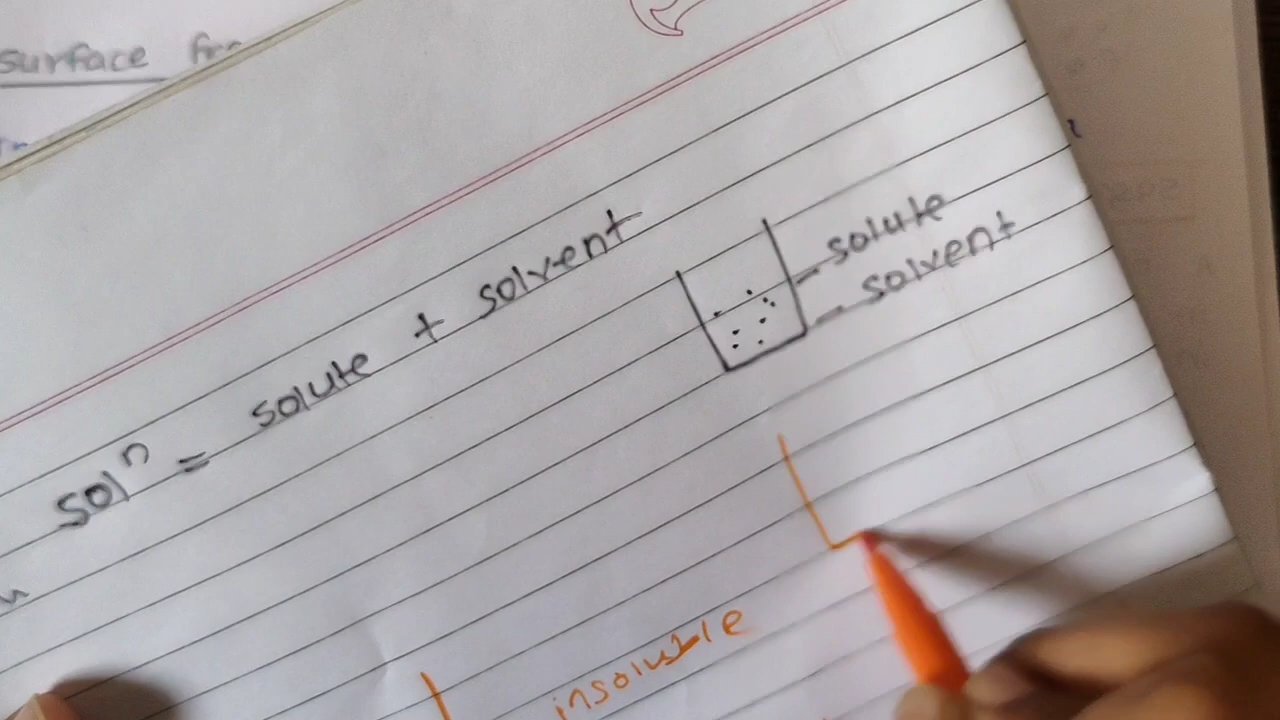 surface
solute
solvent
solⁿ = solute + solvent
insoluble